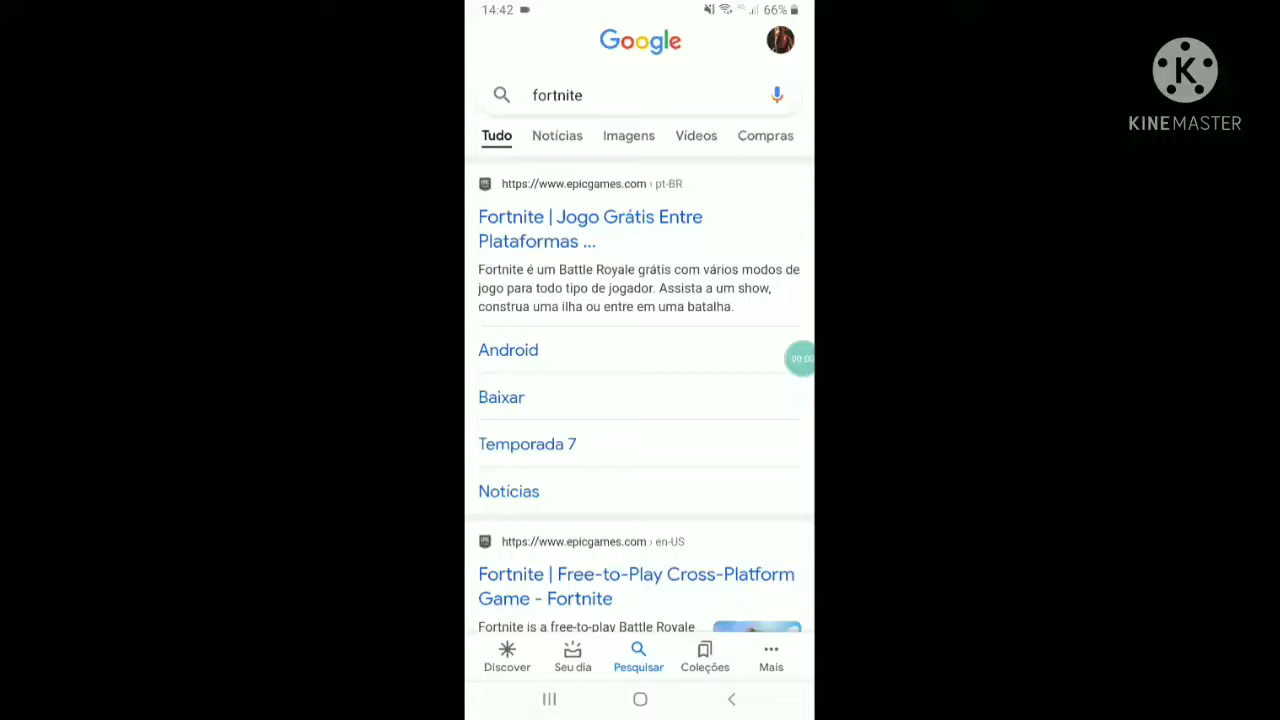 14:42 66%
Google
KINEMASTER
fortnite
Tudo Notícias Imagens Vídeos Compras
https://www.epicgames.com › pt-BR
Fortnite | Jogo Grátis Entre
Plataformas ...
Fortnite é um Battle Royale grátis com vários modos de
jogo para todo tipo de jogador. Assista a um show,
construa uma ilha ou entre em uma batalha.
Android
00:00
Baixar
Temporada 7
Notícias
https://www.epicgames.com › en-US
Fortnite | Free-to-Play Cross-Platform
Game - Fortnite
Fortnite is a free-to-play Battle Royale
Discover Seu dia Pesquisar Coleções Mais